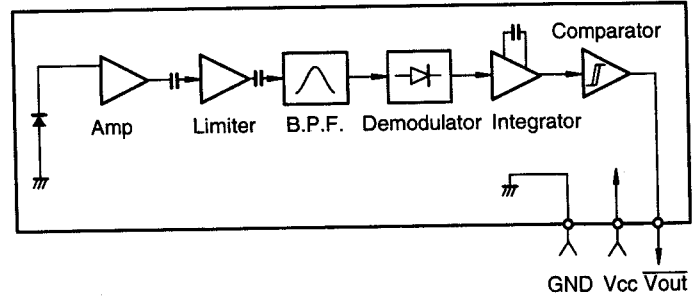 Comparator
Amp
Limiter
B.P.F.
Demodulator
Integrator
GND
Vcc
Vout